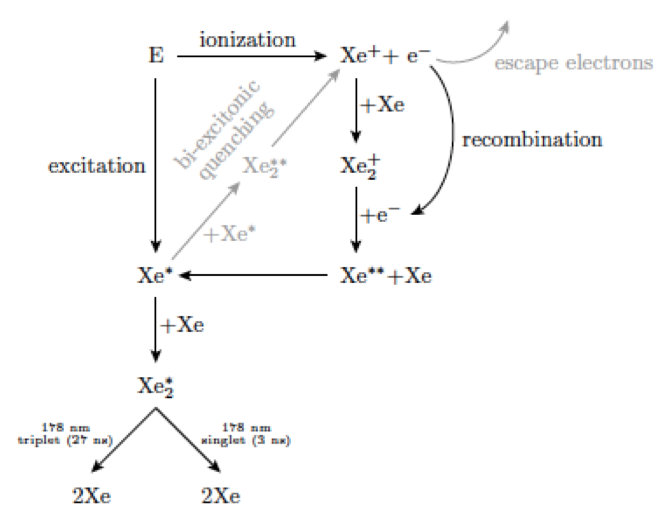 E
ionization
Xe⁺+ e⁻
escape electrons
+Xe
bi-excitonic
quenching
excitation
Xe₂**
Xe₂⁺
recombination
+Xe*
+e⁻
Xe*
Xe**+Xe
+Xe
Xe₂*
178 nm
triplet (27 ns)
178 nm
singlet (3 ns)
2Xe
2Xe